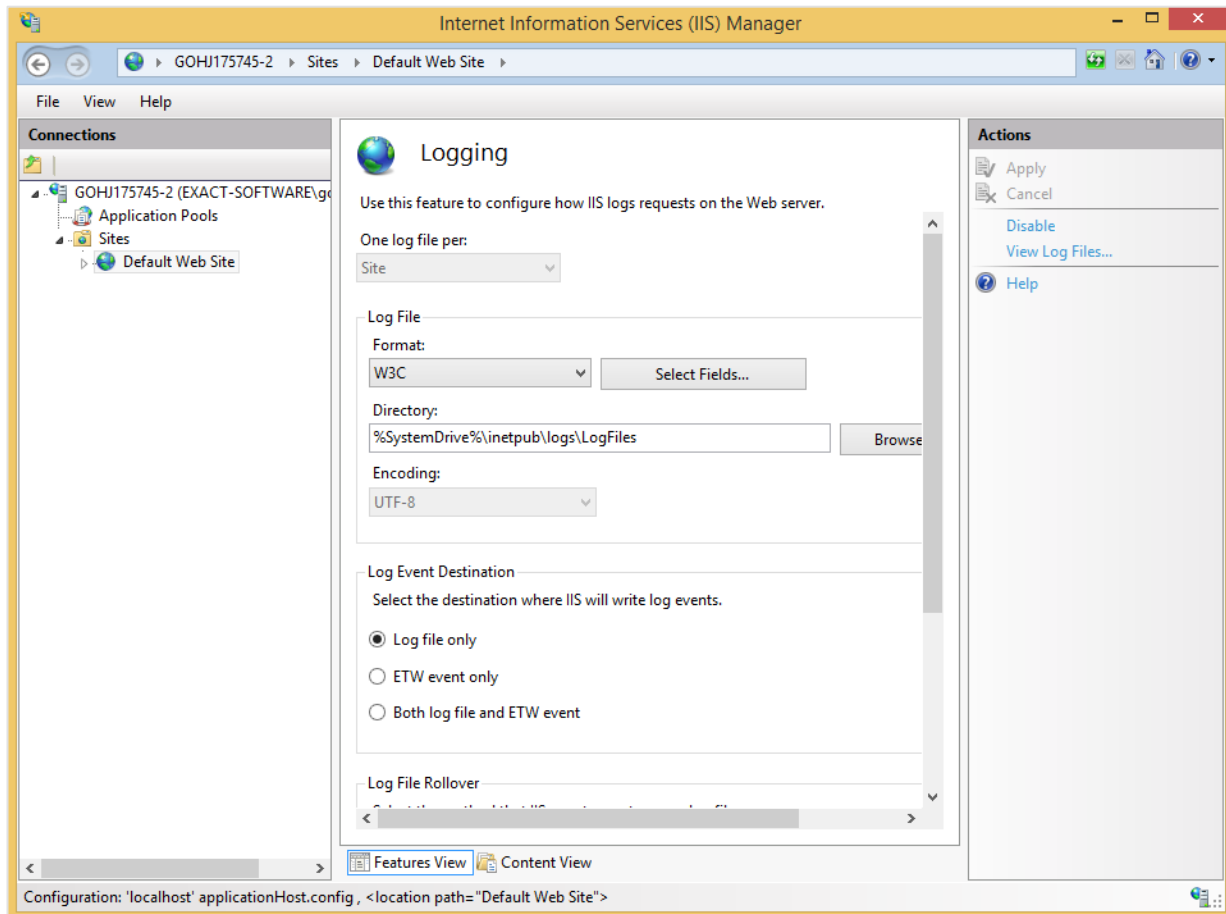 Internet Information Services (IIS) Manager
GOHJ175745-2 Sites Default Web Site
File View Help
Connections
GOHJ175745-2 (EXACT-SOFTWARE\go
Application Pools
Sites
Default Web Site
Logging
Use this feature to configure how IIS logs requests on the Web server.
One log file per:
Site
Log File
Format:
W3C
Select Fields...
Directory:
%SystemDrive%\inetpub\logs\LogFiles
Browse
Encoding:
UTF-8
Log Event Destination
Select the destination where IIS will write log events.
Log file only
ETW event only
Both log file and ETW event
Log File Rollover
Features View
Content View
Actions
Apply
Cancel
Disable
View Log Files...
Help
Configuration: 'localhost' applicationHost.config , <location path="Default Web Site">